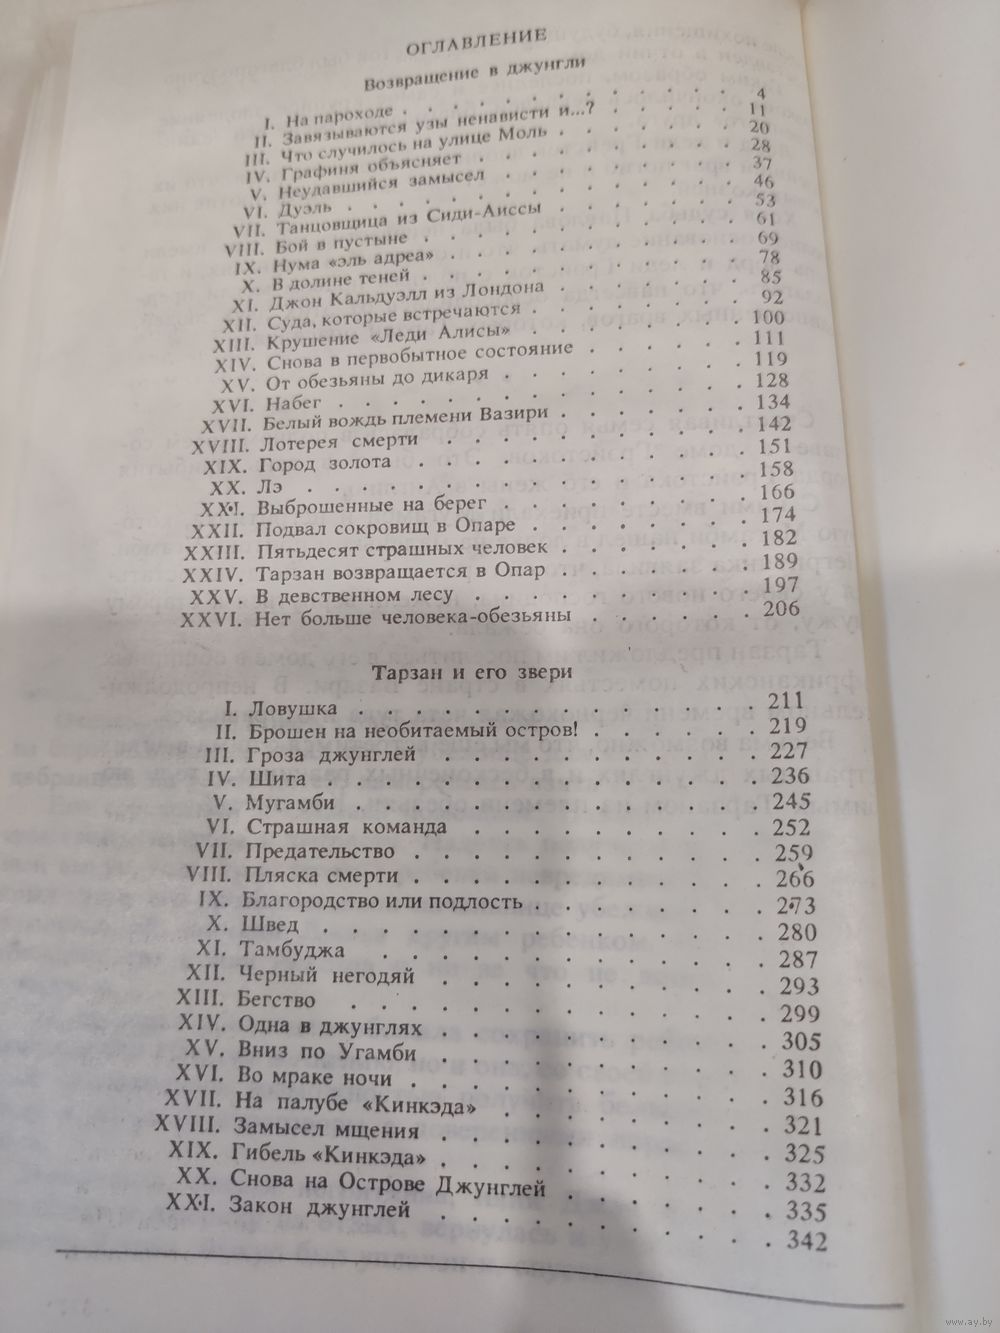 ОГЛАВЛЕНИЕ
Возвращение в джунгли
I. На пароходе . . . . . . . . . . 4
II. Завязываются узы ненависти и...? . . . . . 11
III. Что случилось на улице Моль . . . . . . 20
IV. Графиня объясняет . . . . . . . . 28
V. Неудавшийся замысел . . . . . . . 37
VI. Дуэль . . . . . . . . . . . 46
VII. Танцовщица из Сиди-Аиссы . . . . . . 53
VIII. Бой в пустыне . . . . . . . . . 61
IX. Нума «эль адреа» . . . . . . . . 69
X. В долине теней . . . . . . . . . 78
XI. Джон Кальдуэлл из Лондона . . . . . . 85
XII. Суда, которые встречаются . . . . . . 92
XIII. Крушение «Леди Алисы» . . . . . . . 100
XIV. Снова в первобытное состояние . . . . . 111
XV. От обезьяны до дикаря . . . . . . . 119
XVI. Набег . . . . . . . . . . . 128
XVII. Белый вождь племени Вазири . . . . . . 134
XVIII. Лотерея смерти . . . . . . . . . 142
XIX. Город золота . . . . . . . . . 151
XX. Лэ . . . . . . . . . . . . 158
XXI. Выброшенные на берег . . . . . . . 166
XXII. Подвал сокровищ в Опаре . . . . . . 174
XXIII. Пятьдесят страшных человек . . . . . . 182
XXIV. Тарзан возвращается в Опар . . . . . . 189
XXV. В девственном лесу . . . . . . . . 197
XXVI. Нет больше человека-обезьяны . . . . . 206
Тарзан и его звери
I. Ловушка . . . . . . . . . . . 211
II. Брошен на необитаемый остров! . . . . . 219
III. Гроза джунглей . . . . . . . . . 227
IV. Шита . . . . . . . . . . . . 236
V. Мугамби . . . . . . . . . . . 245
VI. Страшная команда . . . . . . . . 252
VII. Предательство . . . . . . . . . 259
VIII. Пляска смерти . . . . . . . . . 266
IX. Благородство или подлость . . . . . . 273
X. Швед . . . . . . . . . . . . 280
XI. Тамбуджа . . . . . . . . . . 287
XII. Черный негодяй . . . . . . . . . 293
XIII. Бегство . . . . . . . . . . . 299
XIV. Одна в джунглях . . . . . . . . . 305
XV. Вниз по Угамби . . . . . . . . . 310
XVI. Во мраке ночи . . . . . . . . . . 316
XVII. На палубе «Кинкэда» . . . . . . . 321
XVIII. Замысел мщения . . . . . . . . . 325
XIX. Гибель «Кинкэда» . . . . . . . . . 332
XX. Снова на Острове Джунглей . . . . . . 335
XXI. Закон джунглей . . . . . . . . . 342
www.ay.by